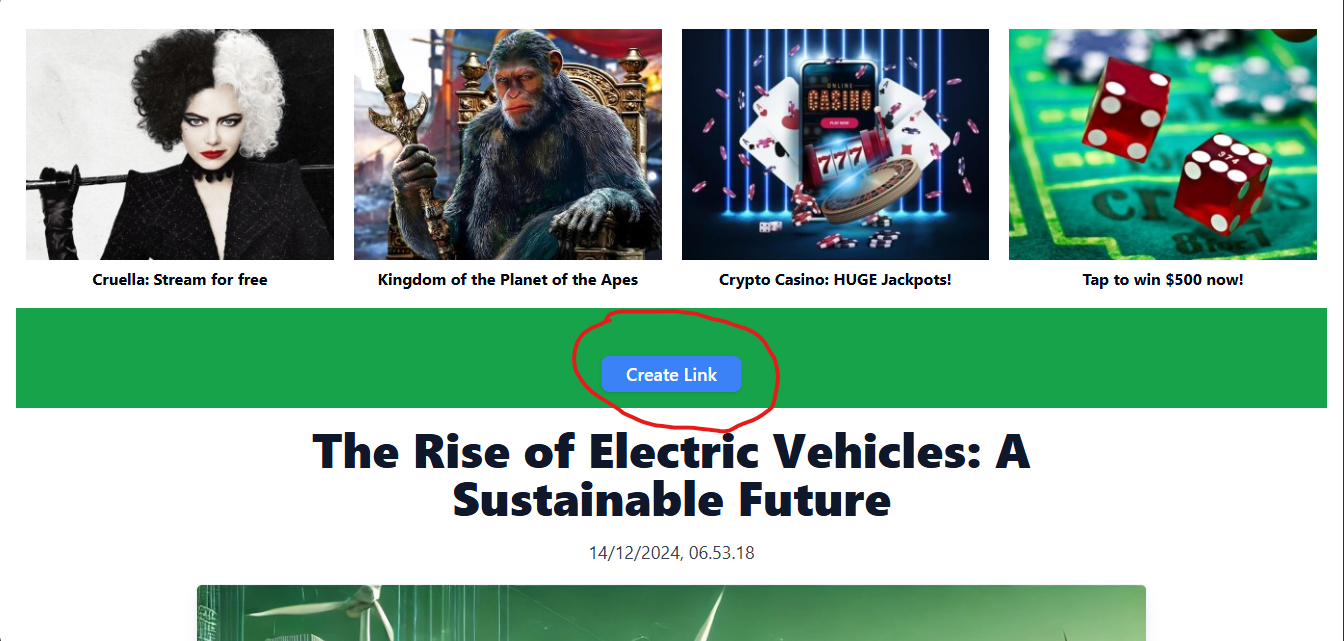 ONLINE
CASINO
PLAY NOW
777
374
Cruella: Stream for free
Kingdom of the Planet of the Apes
Crypto Casino: HUGE Jackpots!
Tap to win $500 now!
Create Link
The Rise of Electric Vehicles: A
Sustainable Future
14/12/2024, 06.53.18